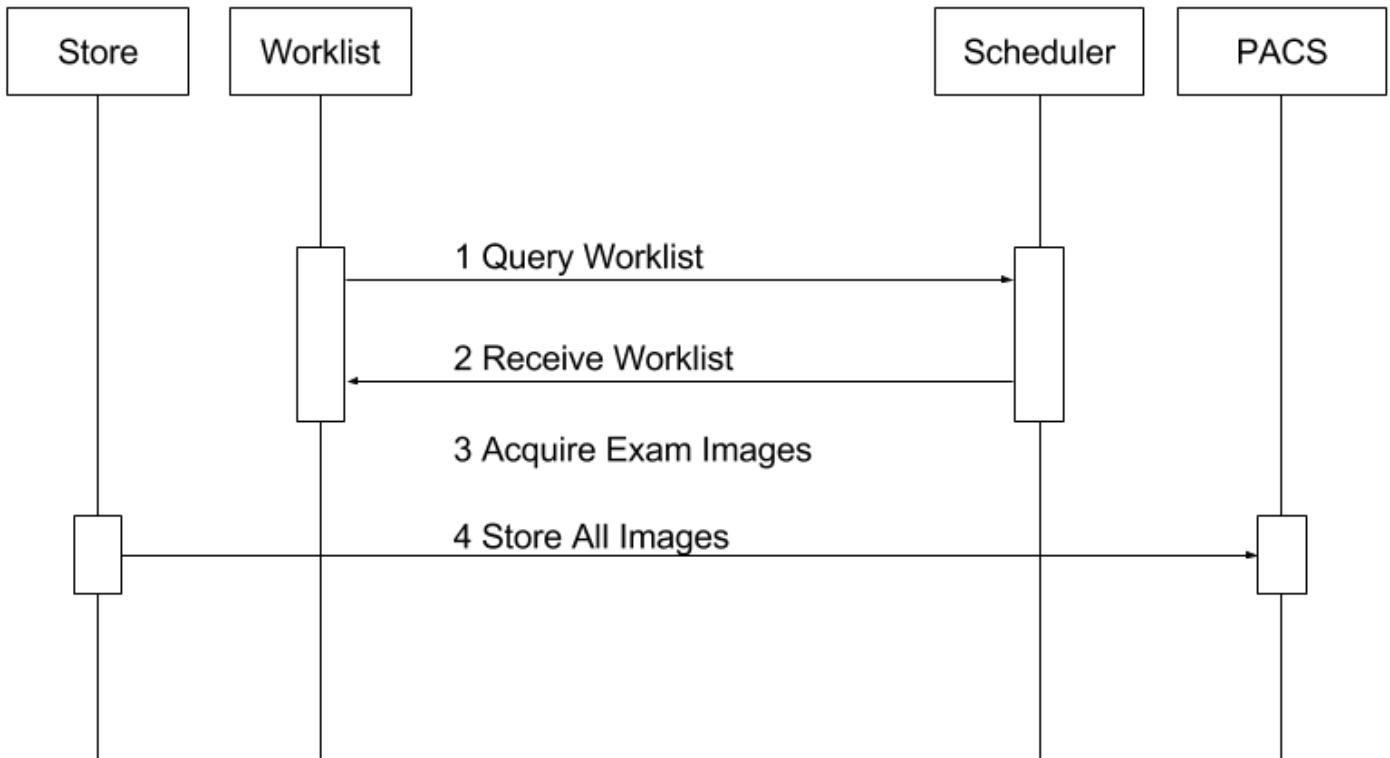 Store
Worklist
Scheduler
PACS
1 Query Worklist
2 Receive Worklist
3 Acquire Exam Images
4 Store All Images